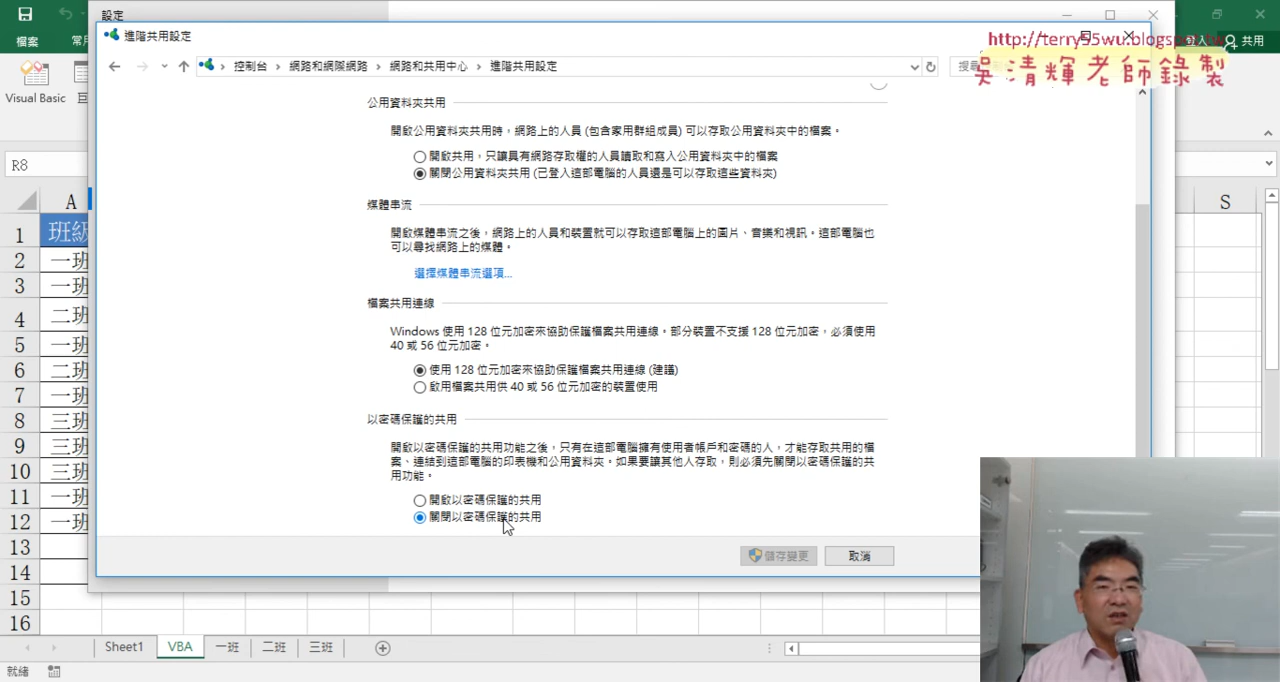 設定
檔案
常用
登入
共用
http://terry55wu.blogspot.tw
吳清輝老師錄製
進階共用設定
控制台 › 網路和網際網路 › 網路和共用中心 › 進階共用設定
搜尋
Visual Basic
公用資料夾共用
開啟公用資料夾共用時，網路上的人員 (包含家用群組成員) 可以存取公用資料夾中的檔案。
開啟共用，只讓具有網路存取權的人員讀取和寫入公用資料夾中的檔案
關閉公用資料夾共用 (已登入這部電腦的人員還是可以存取這些資料夾)
媒體串流
開啟媒體串流之後，網路上的人員和裝置就可以存取這部電腦上的圖片、音樂和視訊。這部電腦也
可以尋找網路上的媒體。
選擇媒體串流選項...
檔案共用連線
Windows 使用 128 位元加密來協助保護檔案共用連線。部分裝置不支援 128 位元加密，必須使用
40 或 56 位元加密。
使用 128 位元加密來協助保護檔案共用連線 (建議)
啟用檔案共用供 40 或 56 位元加密的裝置使用
以密碼保護的共用
開啟以密碼保護的共用功能之後，只有在這部電腦擁有使用者帳戶和密碼的人，才能存取共用的檔
案、連結到這部電腦的印表機和公用資料夾。如果要讓其他人存取，則必須先關閉以密碼保護的共
用功能。
開啟以密碼保護的共用
關閉以密碼保護的共用
儲存變更
取消
R8
A
S
1 班級
2 一班
3 一班
4 二班
5 一班
6 二班
7 一班
8 三班
9 三班
10 三班
11 一班
12 一班
13
14
15
16
Sheet1 VBA 一班 二班 三班
就緒